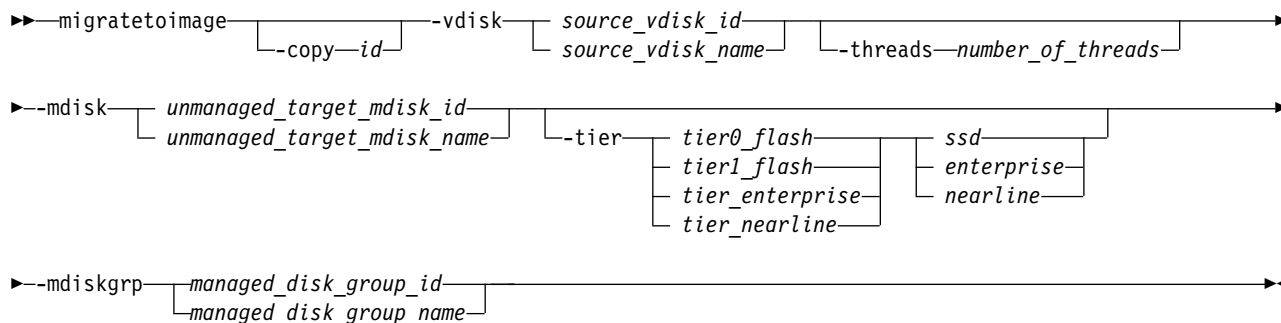 migratetoimage -copy id -vdisk source_vdisk_id source_vdisk_name -threads number_of_threads
-mdisk unmanaged_target_mdisk_id unmanaged_target_mdisk_name -tier tier0_flash tier1_flash tier_enterprise tier_nearline ssd enterprise nearline
-mdiskgrp managed_disk_group_id managed_disk_group_name